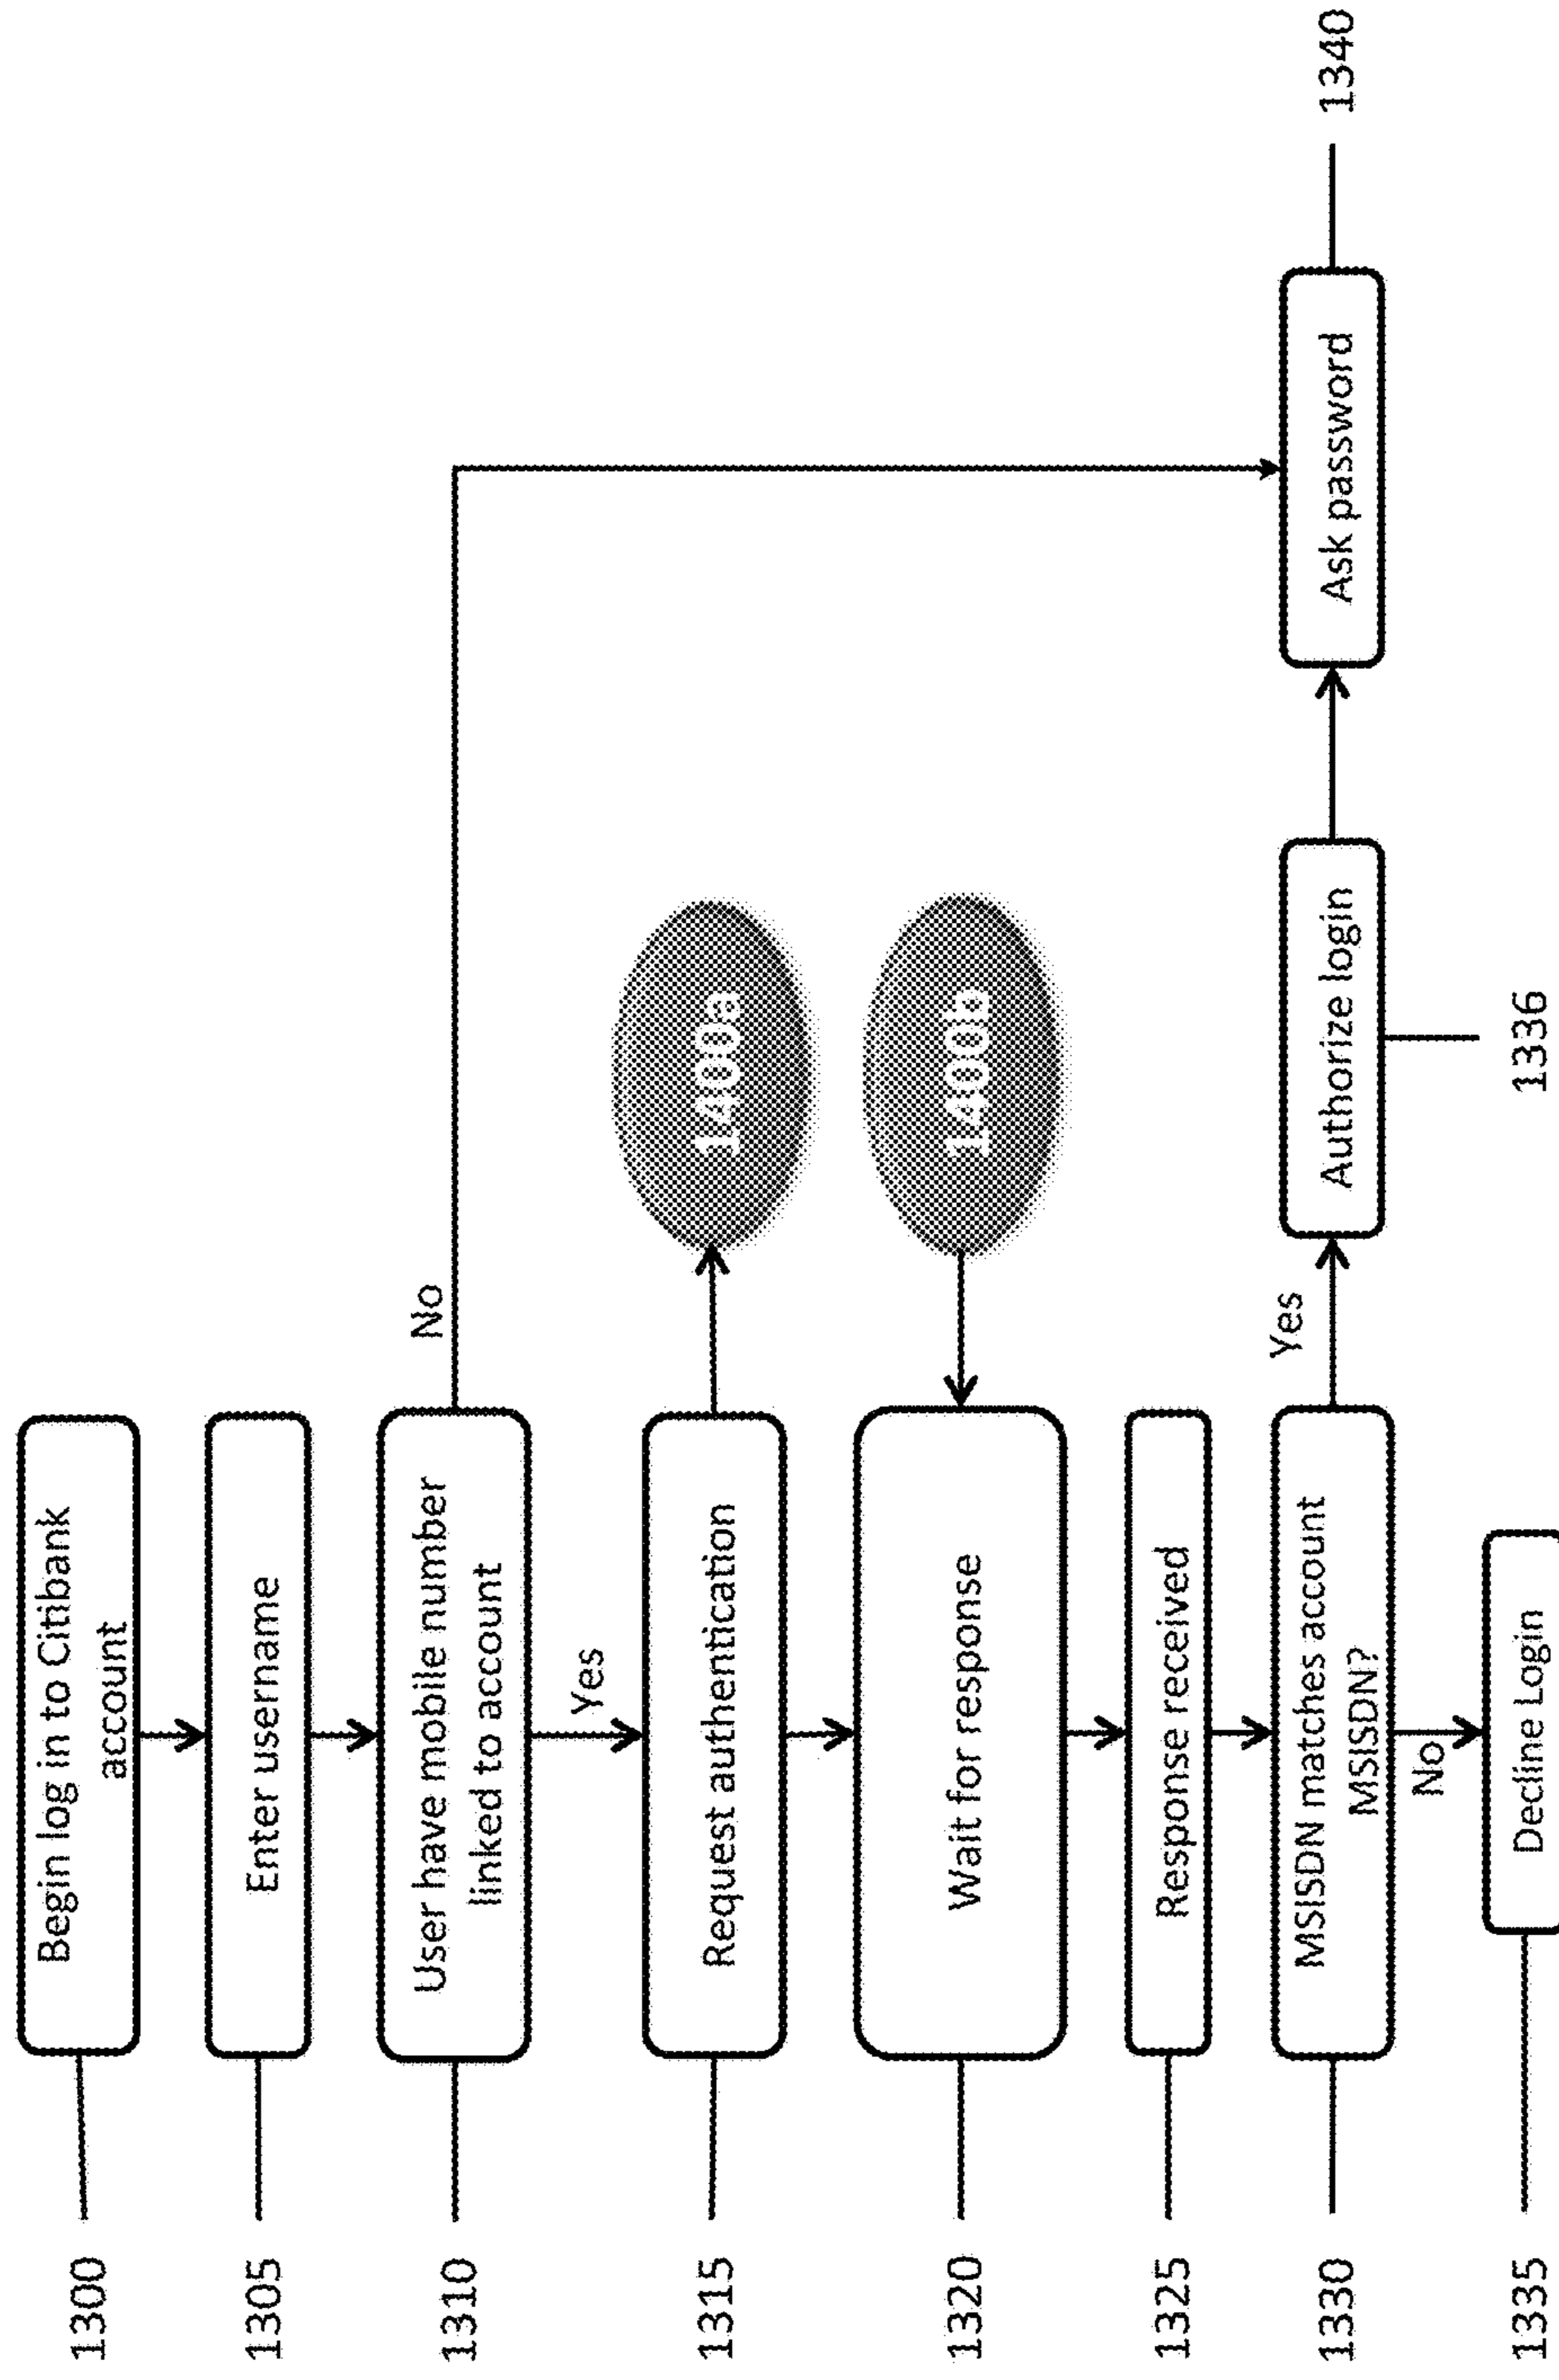 1300
Begin log in to Citibank
account
1305
Enter username
1310
User have mobile number
linked to account
No
Yes
1315
Request authentication
1400a
1320
Wait for response
1400b
1325
Response received
1330
MSISDN matches account
MSISDN?
Yes
Authorize login
1336
Ask password
1340
No
1335
Decline Login